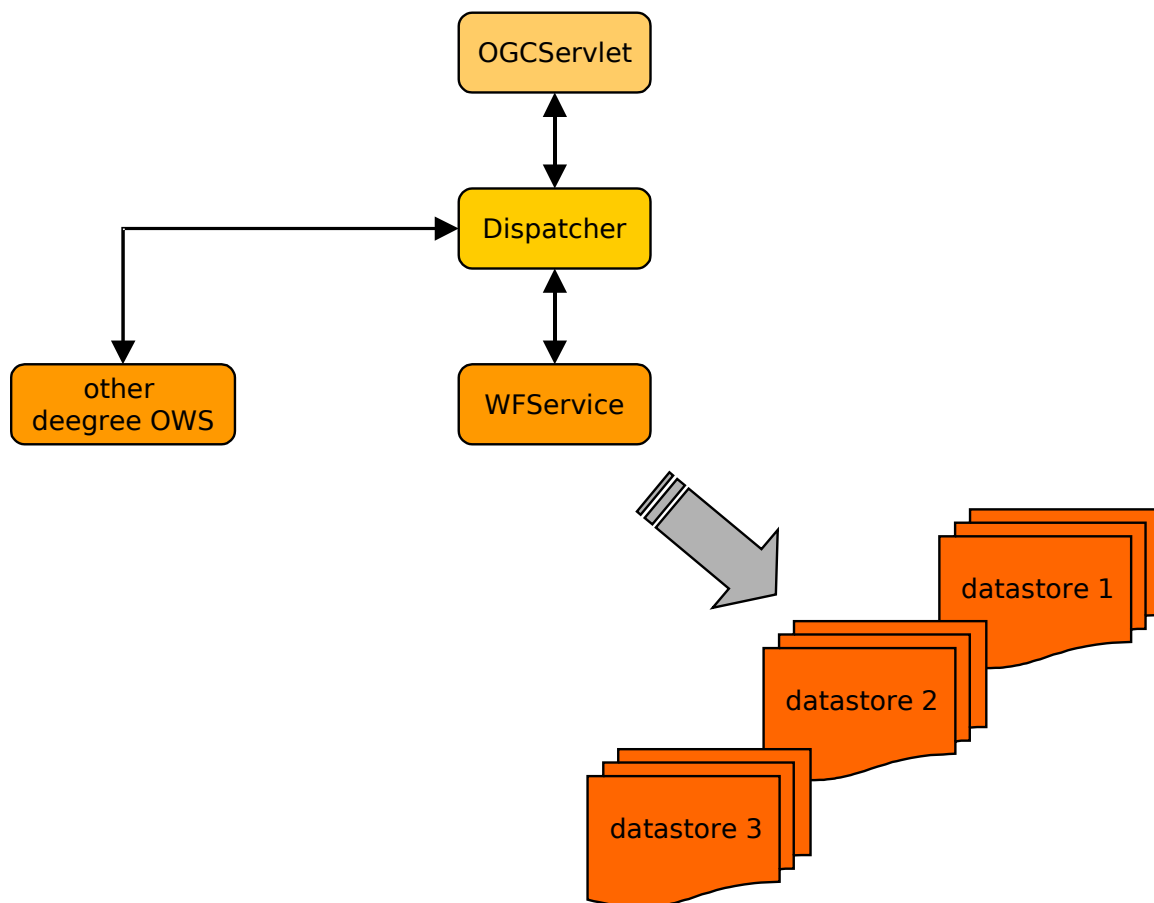 OGCServlet
Dispatcher
other
deegree OWS
WFService
datastore 1
datastore 2
datastore 3